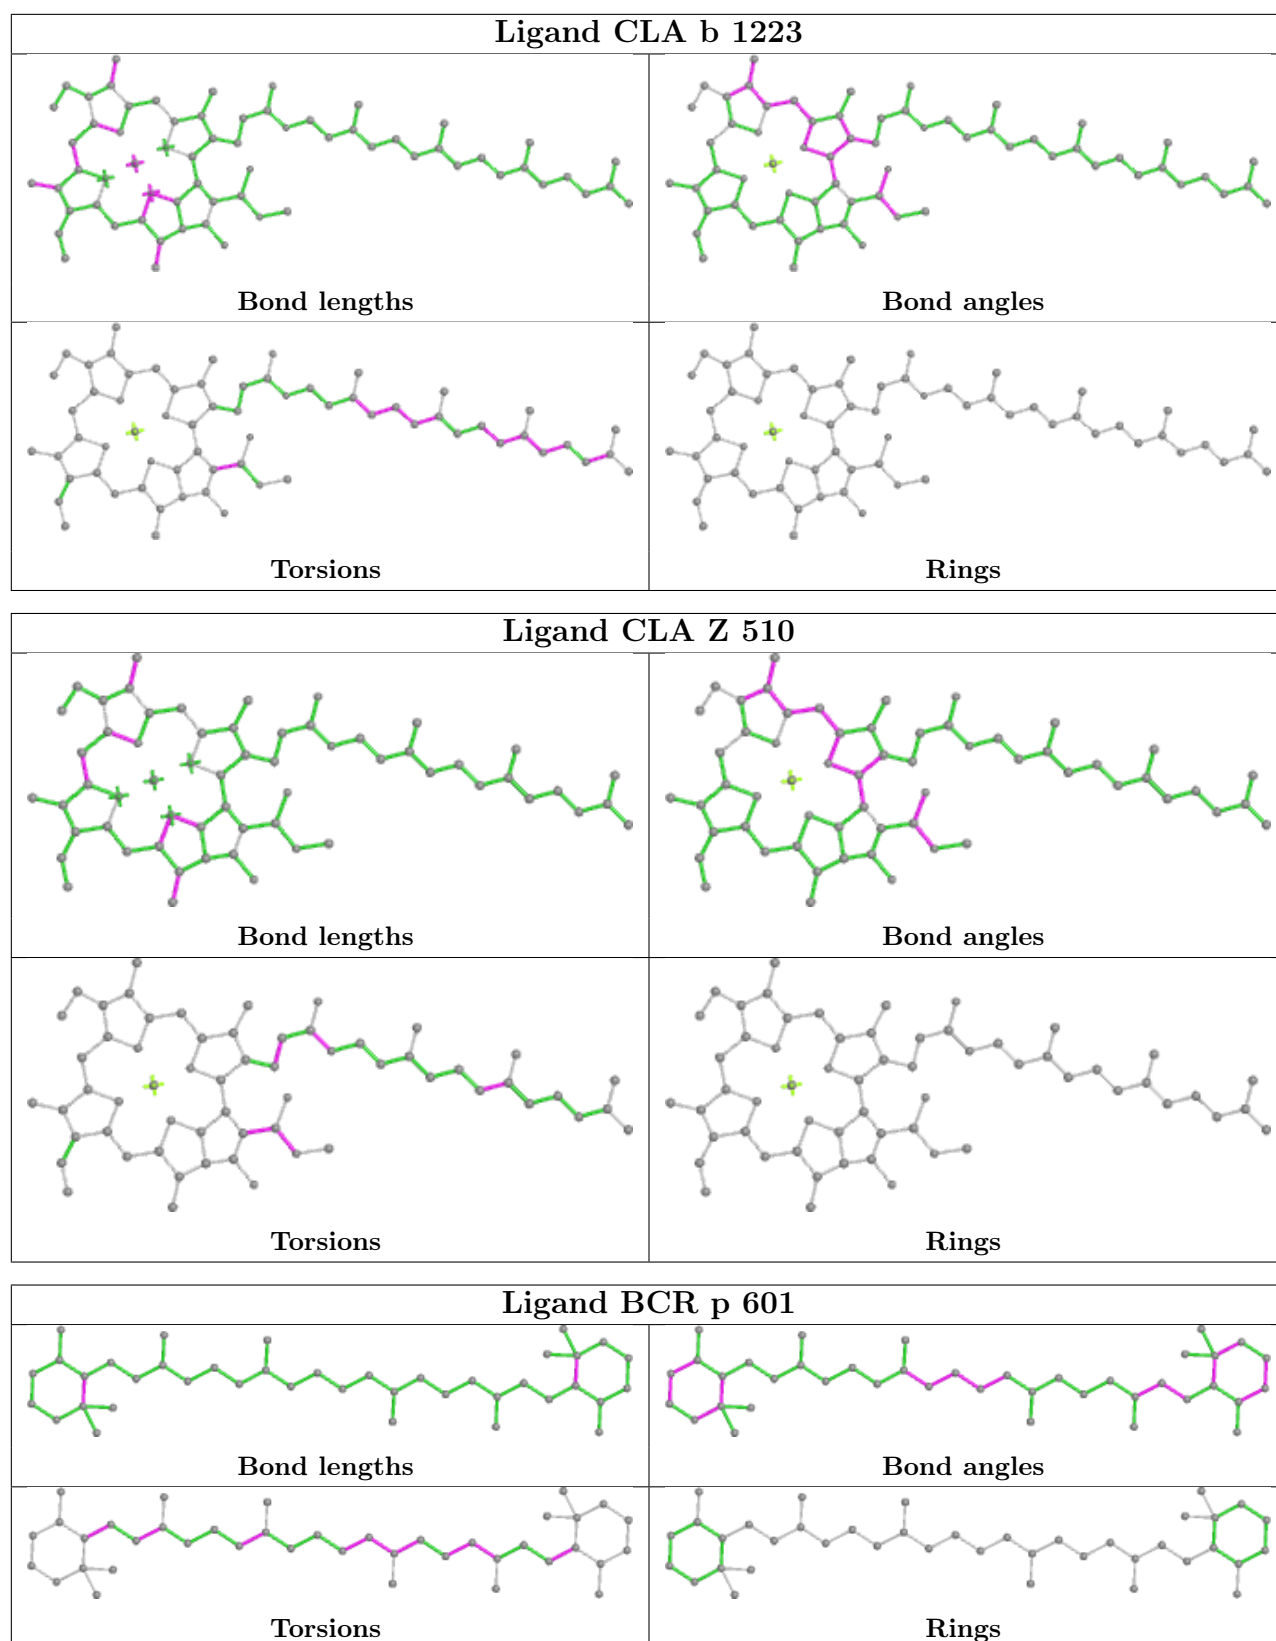 Ligand CLA b 1223
Bond lengths
Bond angles
Torsions
Rings
Ligand CLA Z 510
Bond lengths
Bond angles
Torsions
Rings
Ligand BCR p 601
Bond lengths
Bond angles
Torsions
Rings